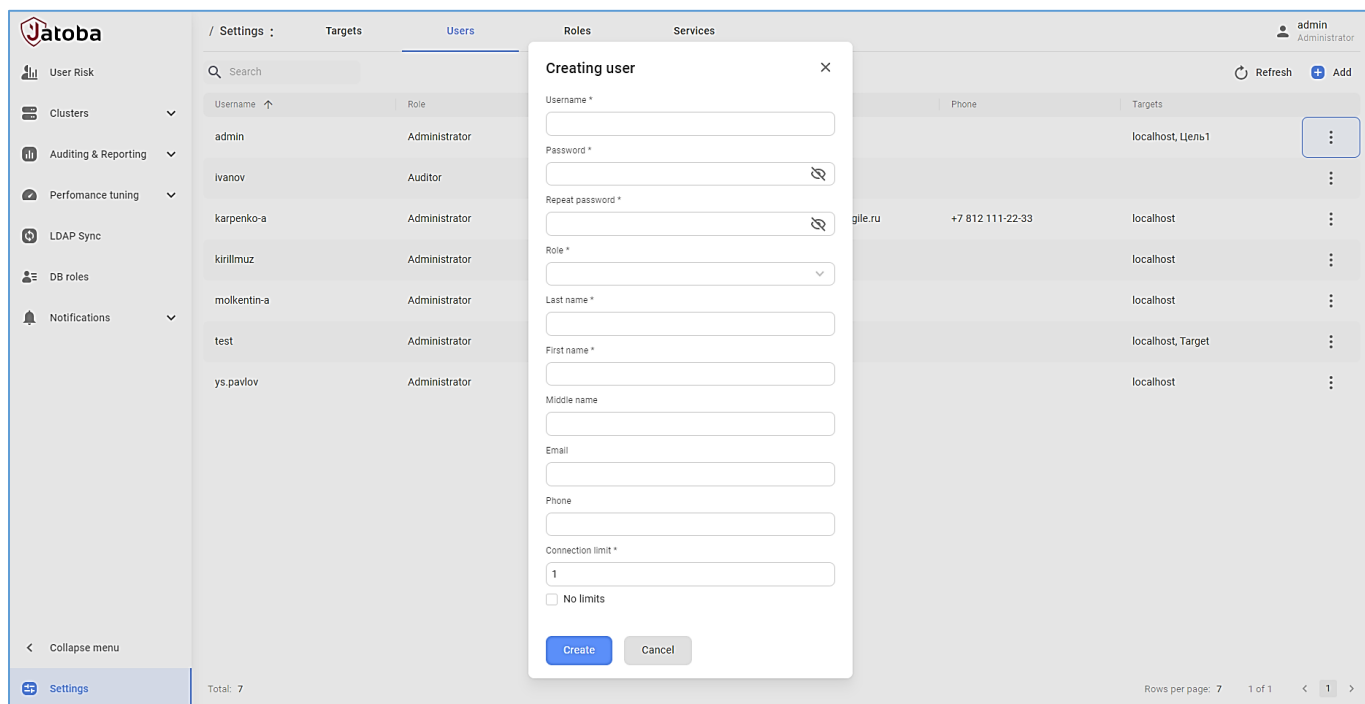 Jatoba
User Risk
Clusters
Auditing & Reporting
Perfomance tuning
LDAP Sync
DB roles
Notifications
Collapse menu
Settings
/ Settings : Targets Users Roles Services
admin
Administrator
Search
Refresh Add
Username Role Phone Targets
admin Administrator localhost, Цель1
ivanov Auditor
karpenko-a Administrator gile.ru +7 812 111-22-33 localhost
kirillmuz Administrator localhost
molkentin-a Administrator localhost
test Administrator localhost, Target
ys.pavlov Administrator localhost
Total: 7 Rows per page: 7 1 of 1 1
Creating user
Username *
Password *
Repeat password *
Role *
Last name *
First name *
Middle name
Email
Phone
Connection limit *
1
No limits
Create Cancel